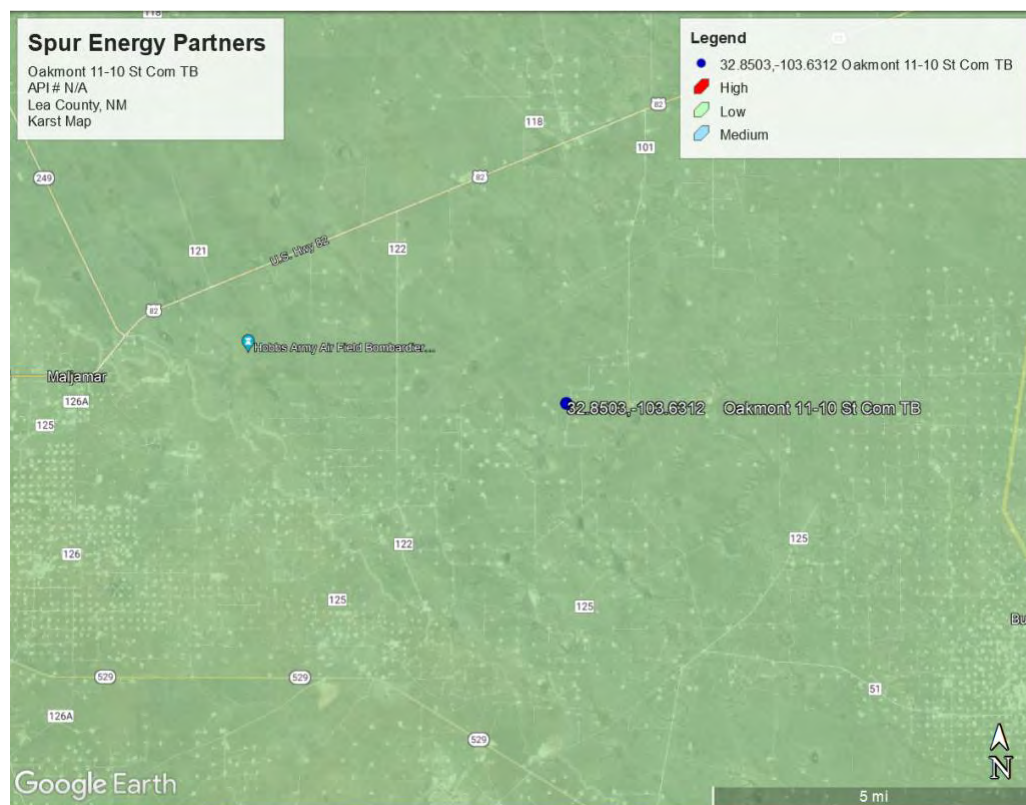 118
Spur Energy Partners
Oakmont 11-10 St Com TB
API # N/A
Lea County, NM
Karst Map
Legend
32.8503,-103.6312 Oakmont 11-10 St Com TB
High
Low
Medium
82
118
101
82
249
121
U.S. Hwy 82
122
82
Hobbs Army Air Field Bombardier...
Maljamar
126A
125
32.8503,-103.6312 Oakmont 11-10 St Com TB
122
125
126
125
125
Bu
529
529
51
126A
529
N
Google Earth
5 mi